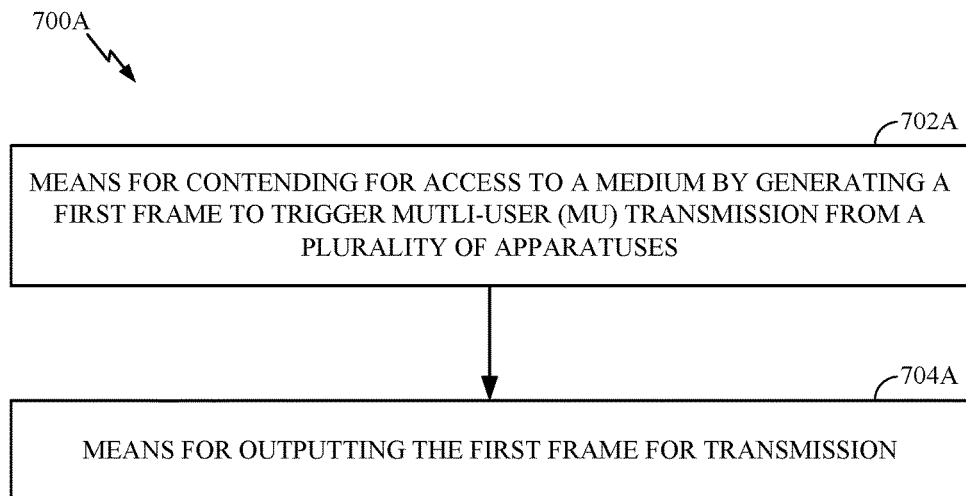 700A
702A
MEANS FOR CONTENDING FOR ACCESS TO A MEDIUM BY GENERATING A
FIRST FRAME TO TRIGGER MUTLI-USER (MU) TRANSMISSION FROM A
PLURALITY OF APPARATUSES
704A
MEANS FOR OUTPUTTING THE FIRST FRAME FOR TRANSMISSION